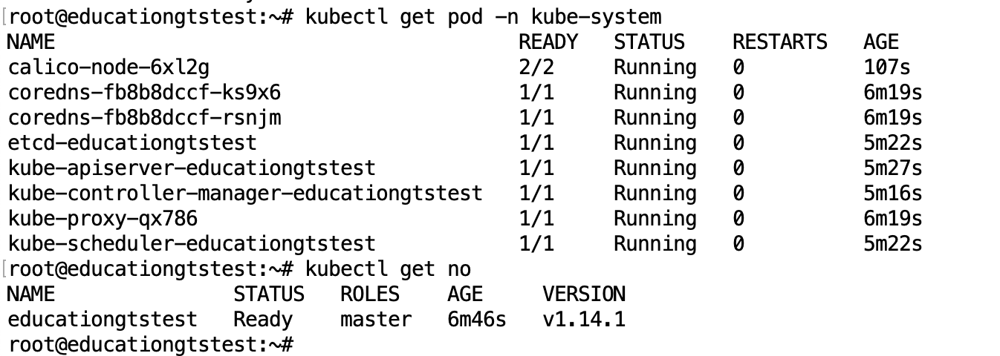 [root@educationgtstest:~# kubectl get pod -n kube-system
NAME READY STATUS RESTARTS AGE
calico-node-6xl2g 2/2 Running 0 107s
coredns-fb8b8dccf-ks9x6 1/1 Running 0 6m19s
coredns-fb8b8dccf-rsnjm 1/1 Running 0 6m19s
etcd-educationgtstest 1/1 Running 0 5m22s
kube-apiserver-educationgtstest 1/1 Running 0 5m27s
kube-controller-manager-educationgtstest 1/1 Running 0 5m16s
kube-proxy-qx786 1/1 Running 0 6m19s
kube-scheduler-educationgtstest 1/1 Running 0 5m22s
[root@educationgtstest:~# kubectl get no
NAME STATUS ROLES AGE VERSION
educationgtstest Ready master 6m46s v1.14.1
root@educationgtstest:~#